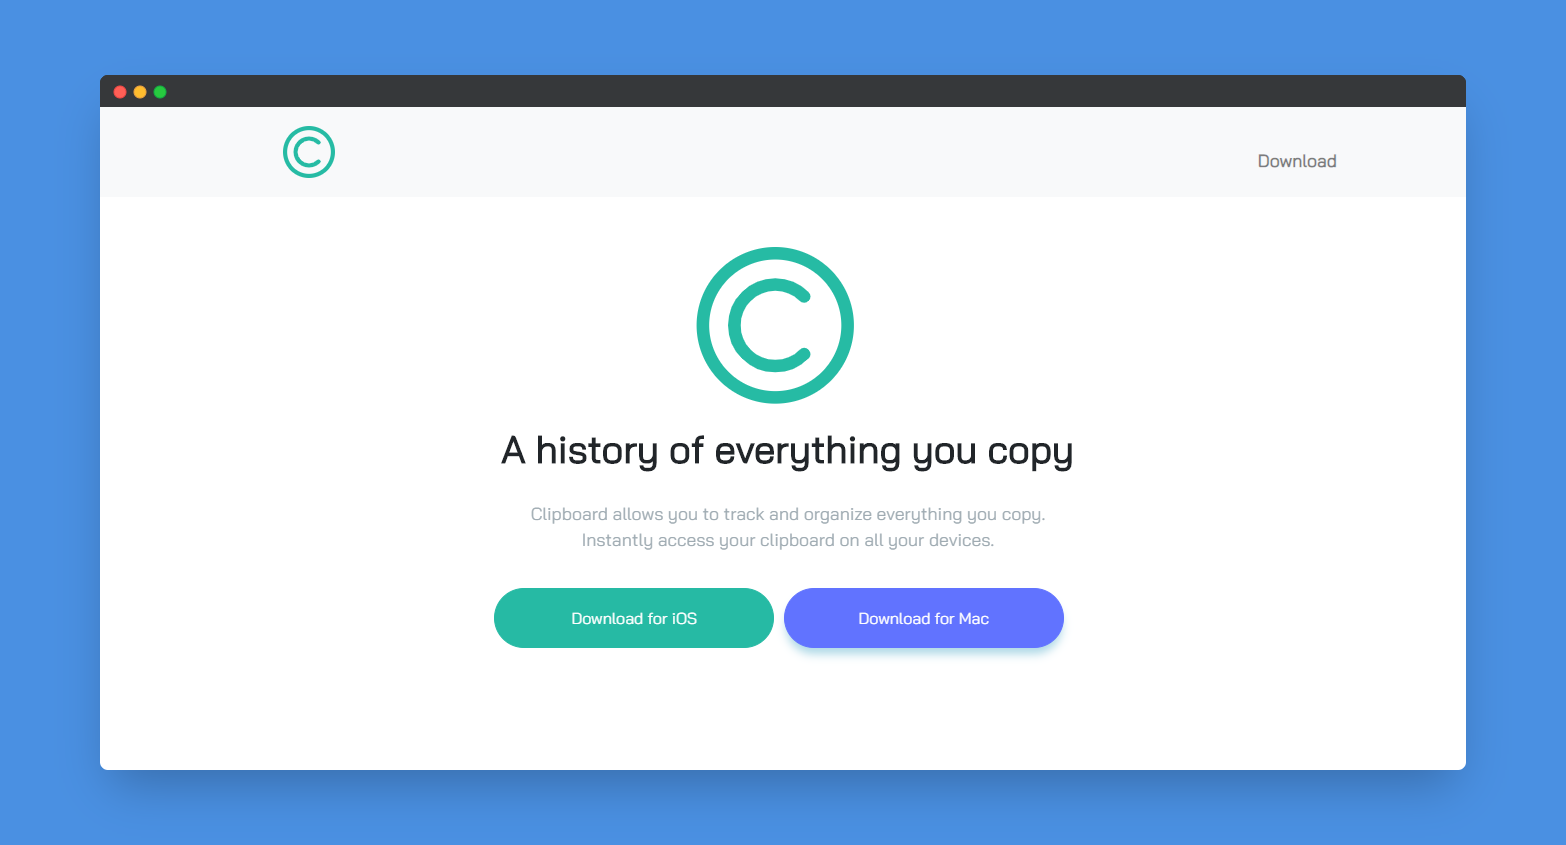 Download
A history of everything you copy
Clipboard allows you to track and organize everything you copy.
Instantly access your clipboard on all your devices.
Download for iOS
Download for Mac